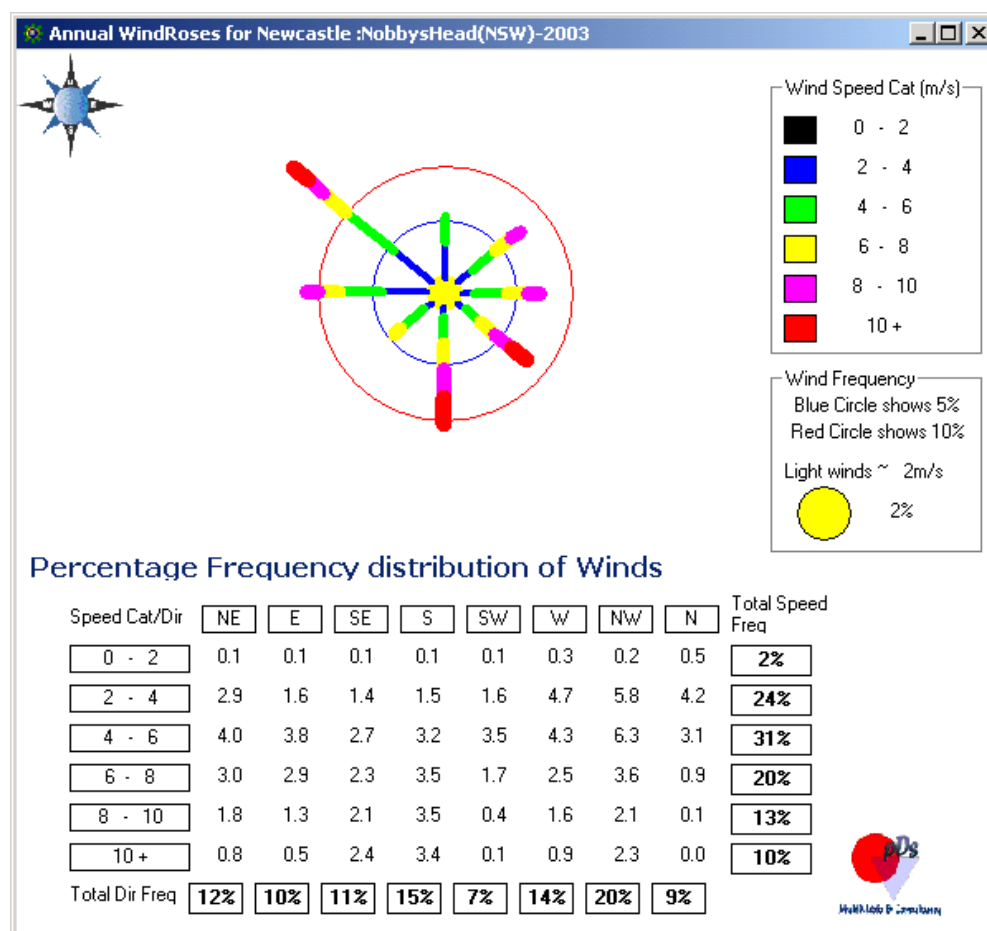 Annual WindRoses for Newcastle :NobbysHead(NSW)-2003
Wind Speed Cat (m/s)
0 - 2
2 - 4
4 - 6
6 - 8
8 - 10
10 +
Wind Frequency
Blue Circle shows 5%
Red Circle shows 10%
Light winds ~ 2m/s
2%
Percentage Frequency distribution of Winds
Speed Cat/Dir NE E SE S SW W NW N Total Speed Freq
0 - 2 0.1 0.1 0.1 0.1 0.1 0.3 0.2 0.5 2%
2 - 4 2.9 1.6 1.4 1.5 1.6 4.7 5.8 4.2 24%
4 - 6 4.0 3.8 2.7 3.2 3.5 4.3 6.3 3.1 31%
6 - 8 3.0 2.9 2.3 3.5 1.7 2.5 3.6 0.9 20%
8 - 10 1.8 1.3 2.1 3.5 0.4 1.6 2.1 0.1 13%
10 + 0.8 0.5 2.4 3.4 0.1 0.9 2.3 0.0 10%
Total Dir Freq 12% 10% 11% 15% 7% 14% 20% 9%
pDs